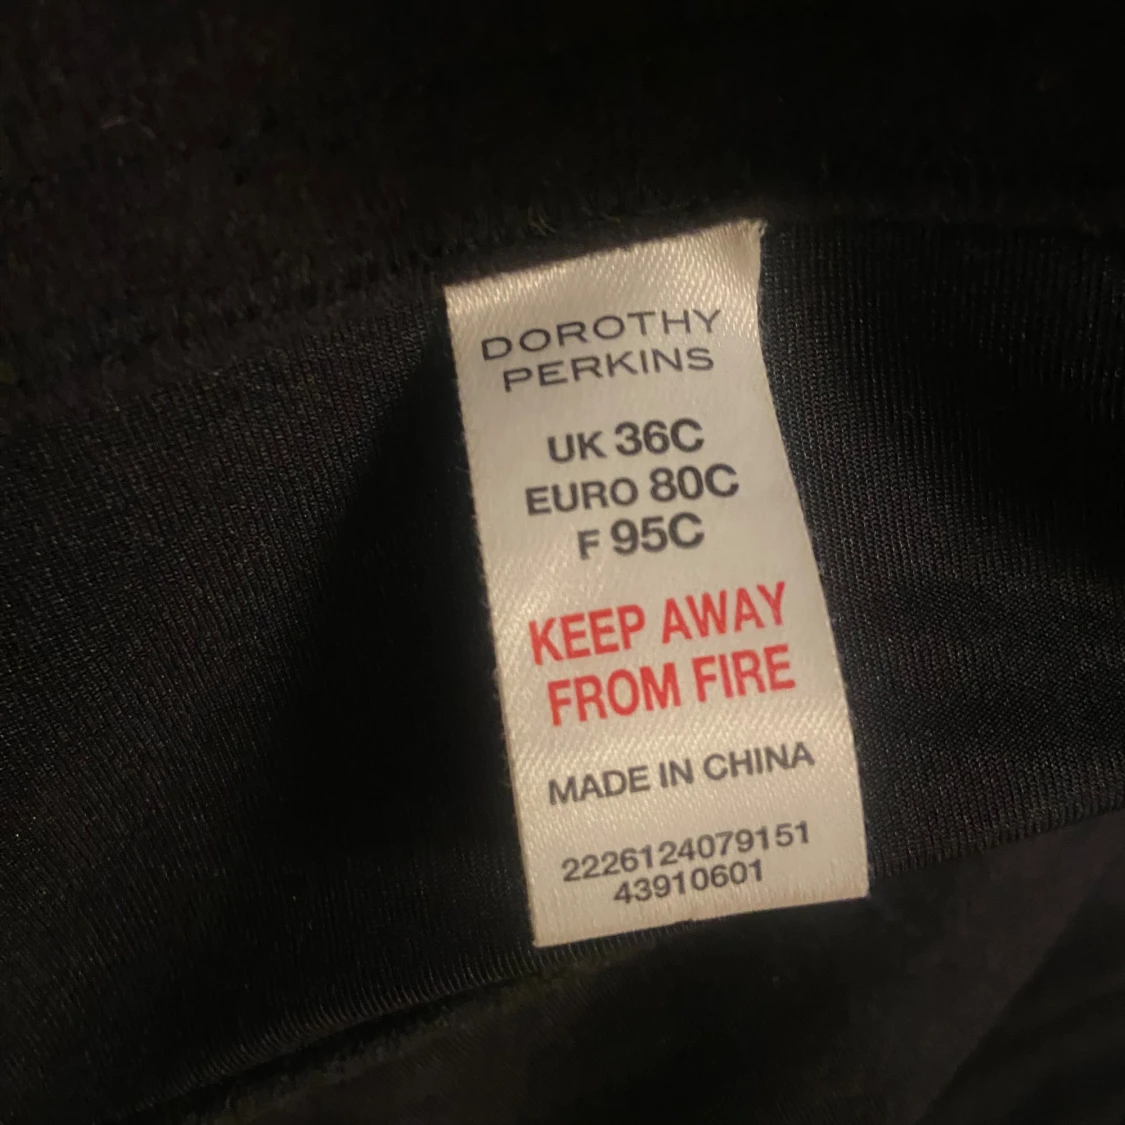 DOROTHY
PERKINS
UK 36C
EURO 80C
F 95C
KEEP AWAY
FROM FIRE
MADE IN CHINA
2226124079151
43910601